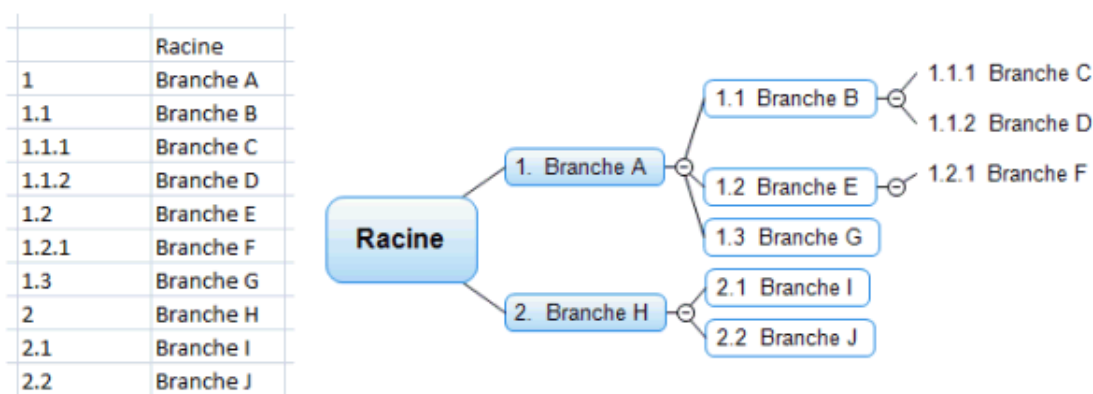 Racine
1 Branche A
1.1 Branche B
1.1.1 Branche C
1.1.2 Branche D
1.2 Branche E
1.2.1 Branche F
1.3 Branche G
2 Branche H
2.1 Branche I
2.2 Branche J
Racine
1. Branche A
1.1 Branche B
1.1.1 Branche C
1.1.2 Branche D
1.2 Branche E
1.2.1 Branche F
1.3 Branche G
2. Branche H
2.1 Branche I
2.2 Branche J